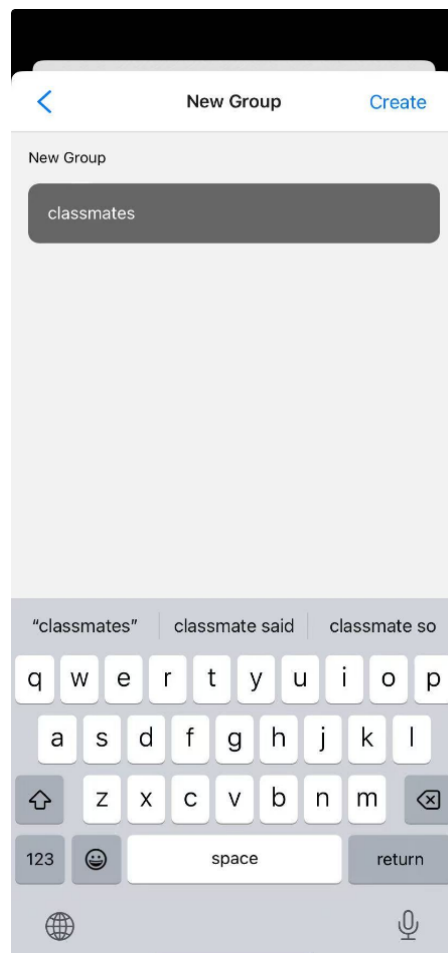 New Group Create
New Group
classmates
“classmates” classmate said classmate so
q w e r t y u i o p
a s d f g h j k l
z x c v b n m
123 space return